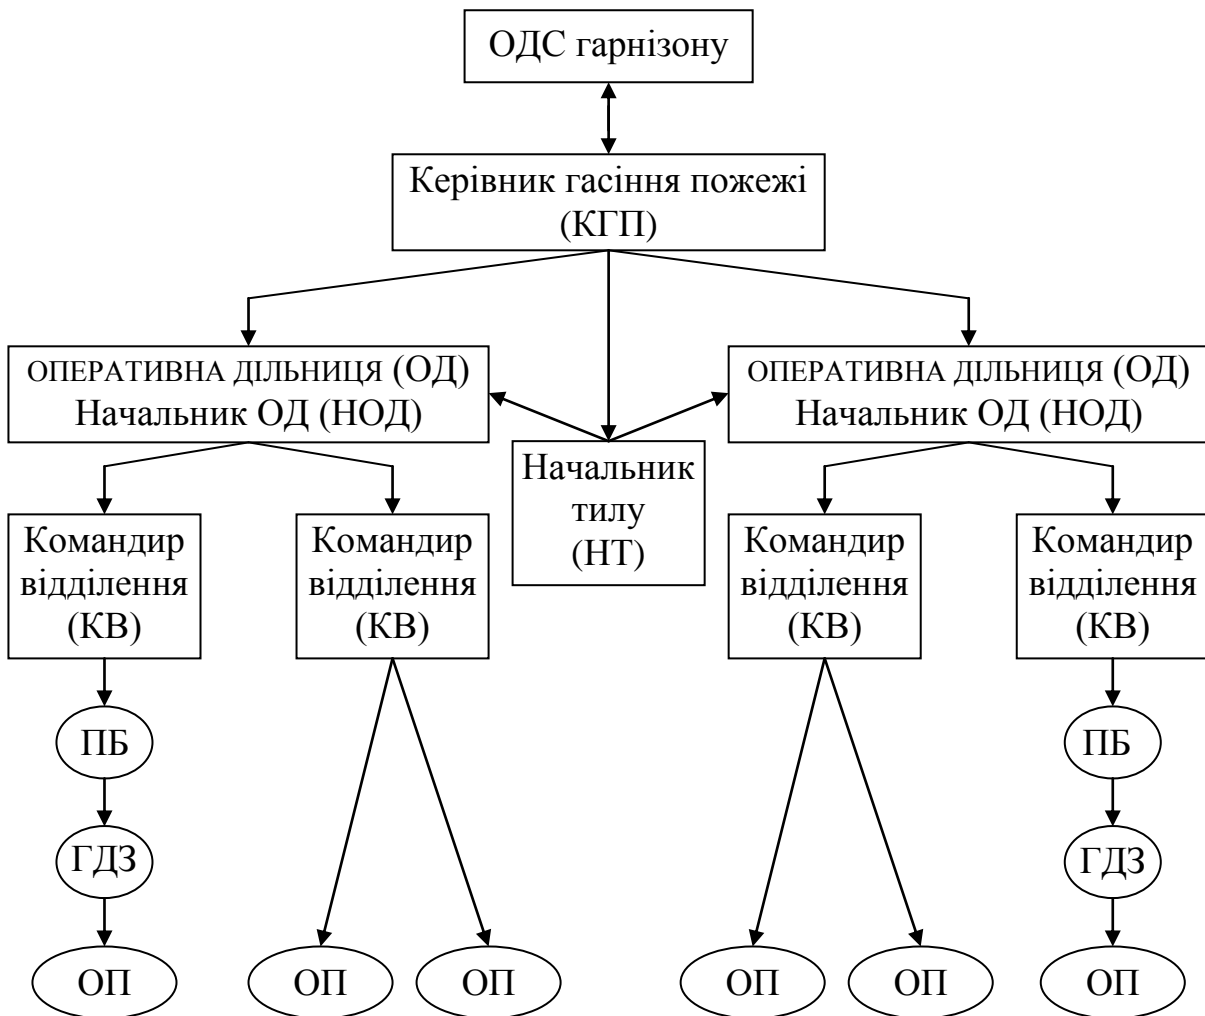 ОДС гарнізону
Керівник гасіння пожежі
(КГП)
ОПЕРАТИВНА ДІЛЬНИЦЯ (ОД)
Начальник ОД (НОД)
ОПЕРАТИВНА ДІЛЬНИЦЯ (ОД)
Начальник ОД (НОД)
Начальник
тилу
(НТ)
Командир
відділення
(КВ)
Командир
відділення
(КВ)
Командир
відділення
(КВ)
Командир
відділення
(КВ)
ПБ
ПБ
ГДЗ
ГДЗ
ОП
ОП
ОП
ОП
ОП
ОП